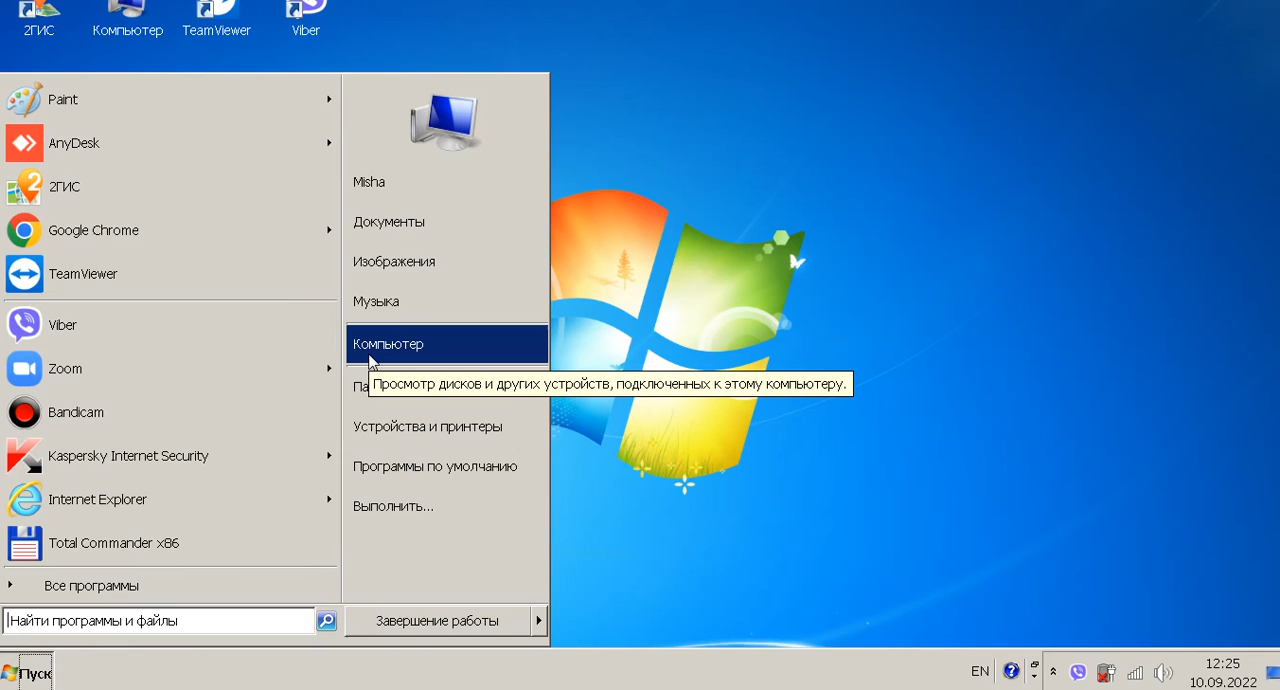 2ГИС
Компьютер
TeamViewer
Viber
Paint
AnyDesk
2ГИС
Google Chrome
TeamViewer
Viber
Zoom
Bandicam
Kaspersky Internet Security
Internet Explorer
Total Commander x86
Все программы
Найти программы и файлы
Misha
Документы
Изображения
Музыка
Компьютер
Просмотр дисков и других устройств, подключенных к этому компьютеру.
Устройства и принтеры
Программы по умолчанию
Выполнить...
Завершение работы
Пуск
EN
12:25
10.09.2022